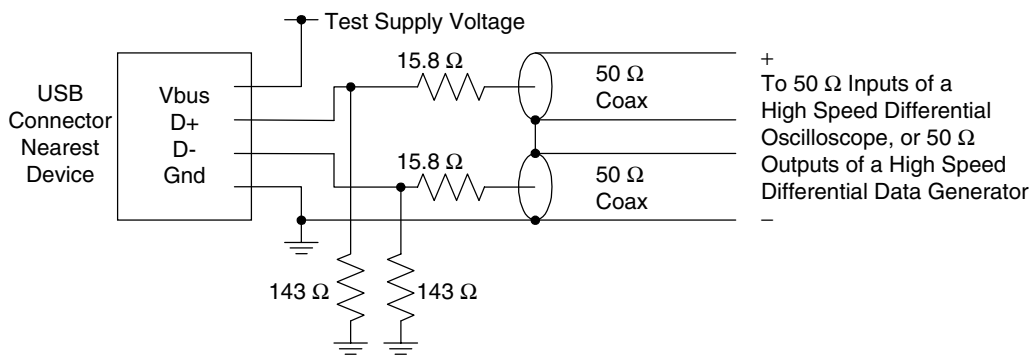 Test Supply Voltage
USB
Connector
Nearest
Device
Vbus
D+
D-
Gnd
15.8 Ω
50 Ω
Coax
15.8 Ω
50 Ω
Coax
+
To 50 Ω Inputs of a
High Speed Differential
Oscilloscope, or 50 Ω
Outputs of a High Speed
Differential Data Generator
−
143 Ω
143 Ω